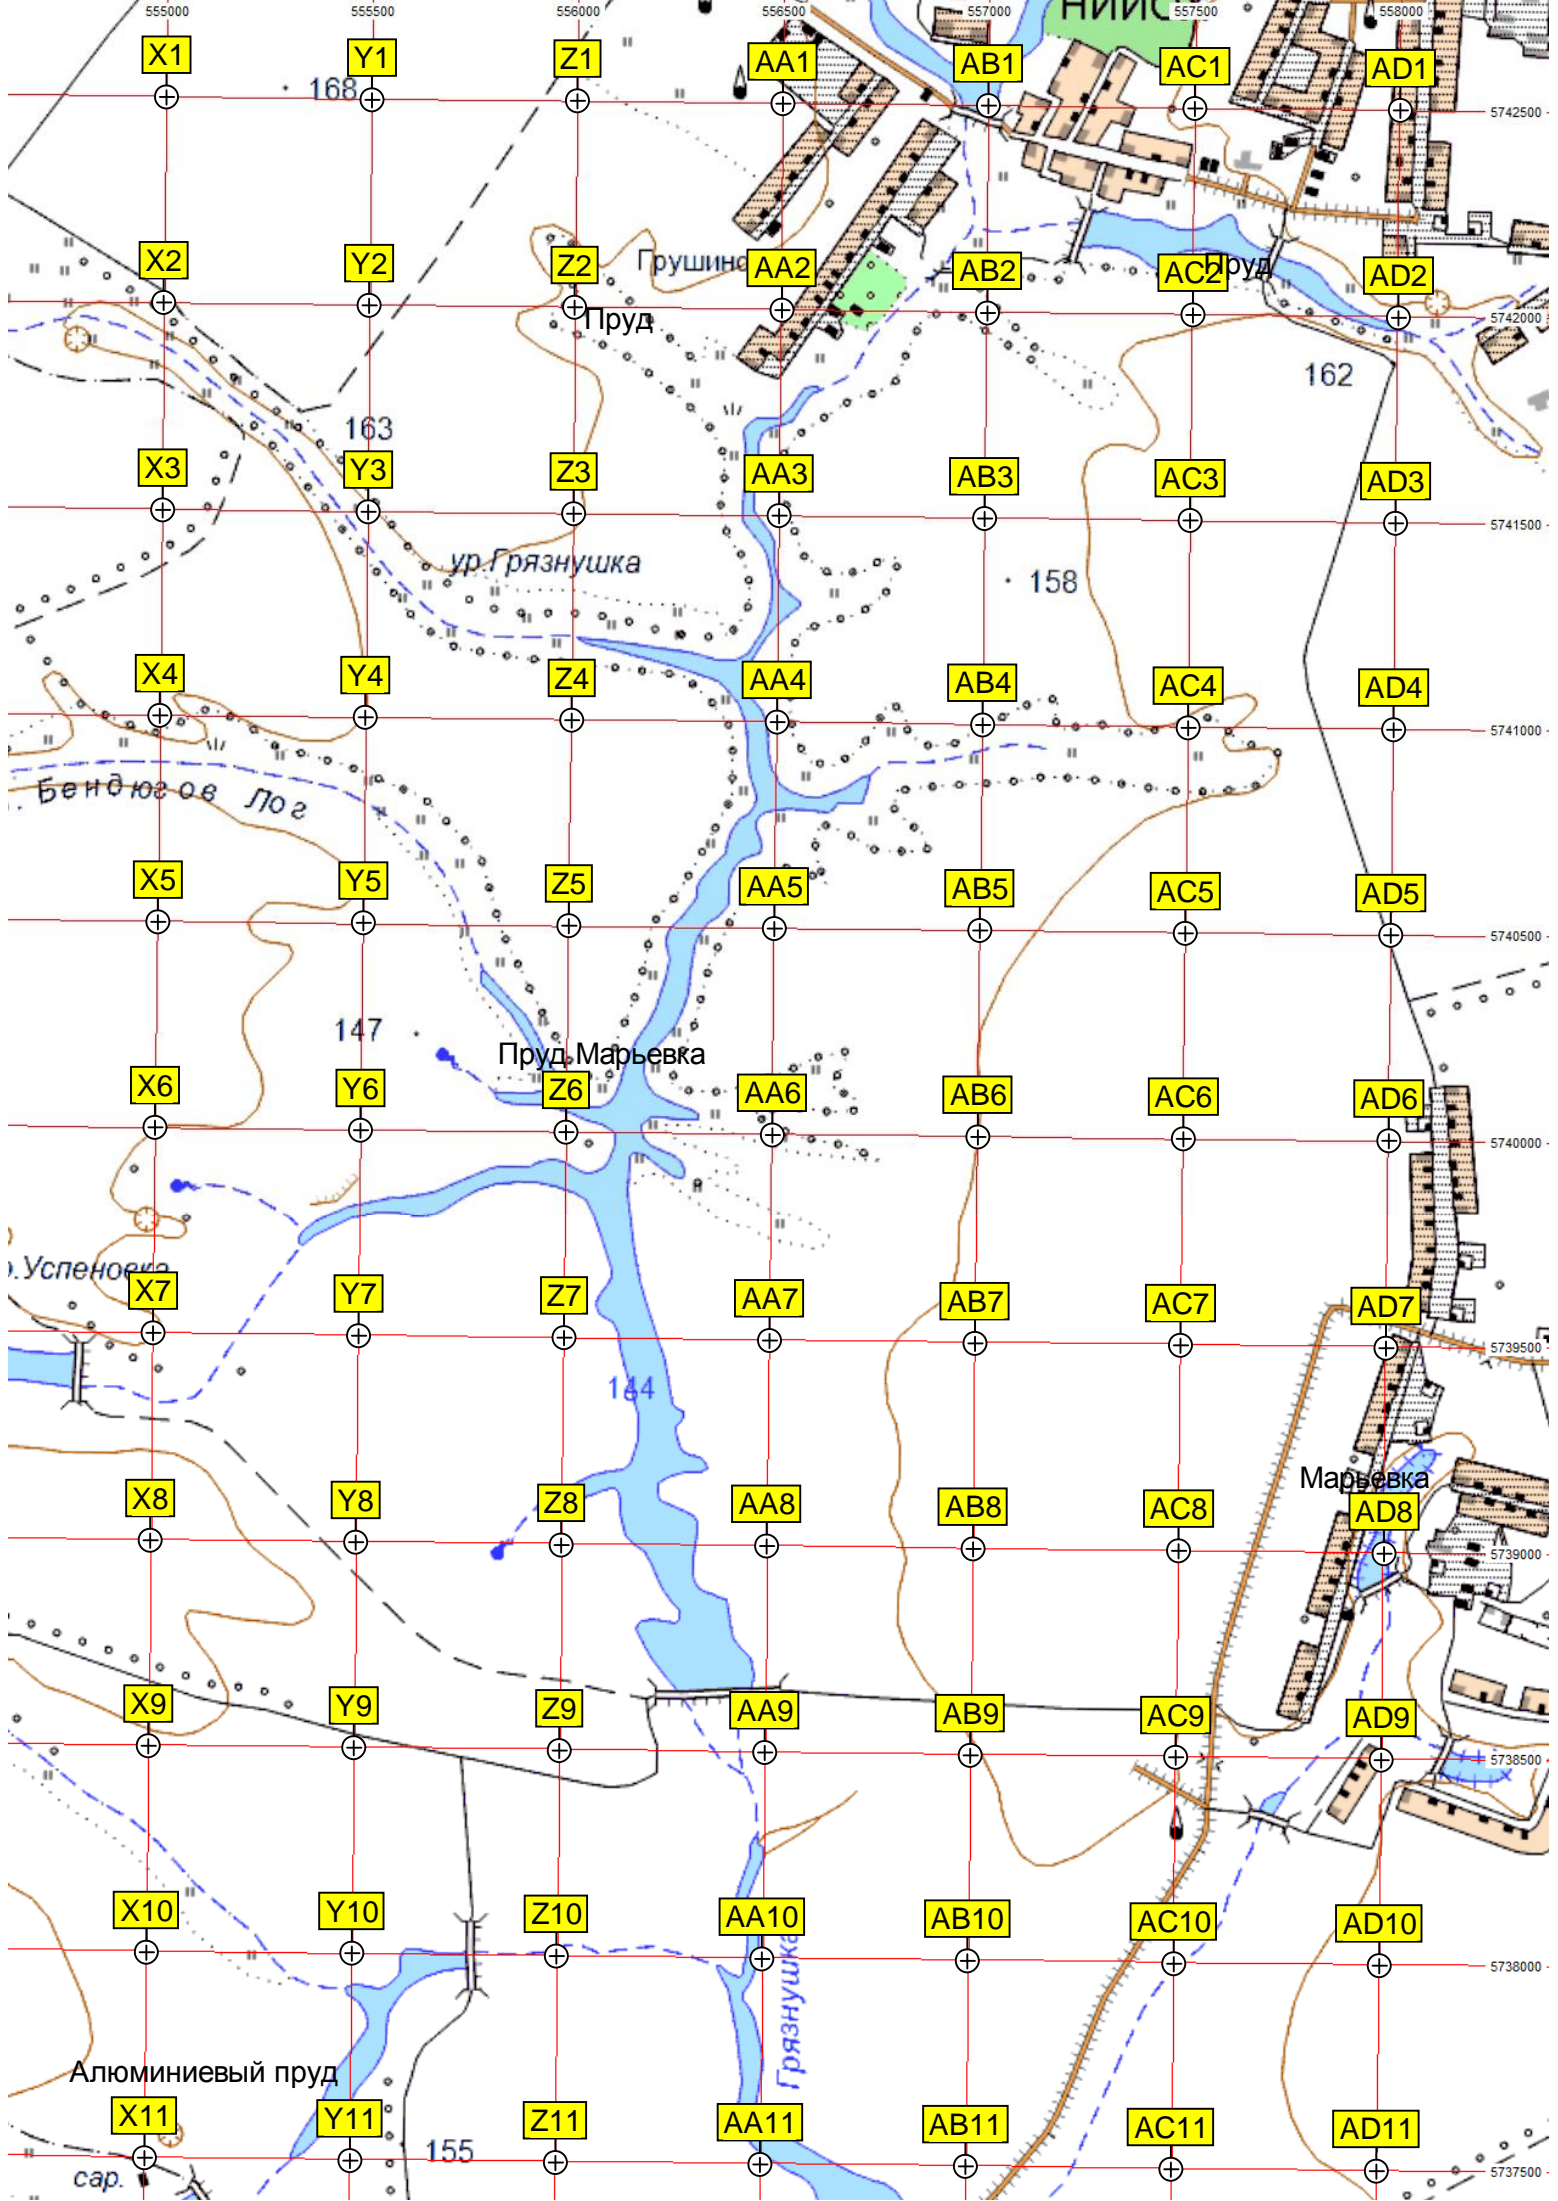 555000 555500 556000 556500 557000 557500 558000
X1 Y1 Z1 AA1 AB1 AC1 AD1
168
5742500
X2 Y2 Z2 AA2 AB2 AC2 AD2
Пруд
Пруд
5742000
162
163
X3 Y3 Z3 AA3 AB3 AC3 AD3
5741500
ур.Грязнушка
158
X4 Y4 Z4 AA4 AB4 AC4 AD4
5741000
Бендюгов Лог
X5 Y5 Z5 AA5 AB5 AC5 AD5
5740500
147
Пруд Марьевка
X6 Y6 Z6 AA6 AB6 AC6 AD6
5740000
.Успеновка
X7 Y7 Z7 AA7 AB7 AC7 AD7
5739500
144
Марьевка
X8 Y8 Z8 AA8 AB8 AC8 AD8
5739000
X9 Y9 Z9 AA9 AB9 AC9 AD9
5738500
X10 Y10 Z10 AA10 AB10 AC10 AD10
5738000
Грязнушка
Алюминиевый пруд
X11 Y11 Z11 AA11 AB11 AC11 AD11
155
сар.
5737500